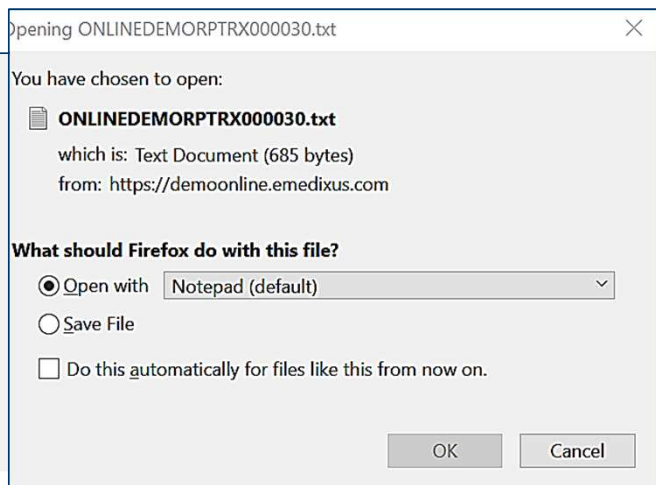 Opening ONLINEDEMORPTRX000030.txt
You have chosen to open:
ONLINEDEMORPTRX000030.txt
which is: Text Document (685 bytes)
from: https://demoonline.emedixus.com
What should Firefox do with this file?
Open with Notepad (default)
Save File
Do this automatically for files like this from now on.
OK Cancel